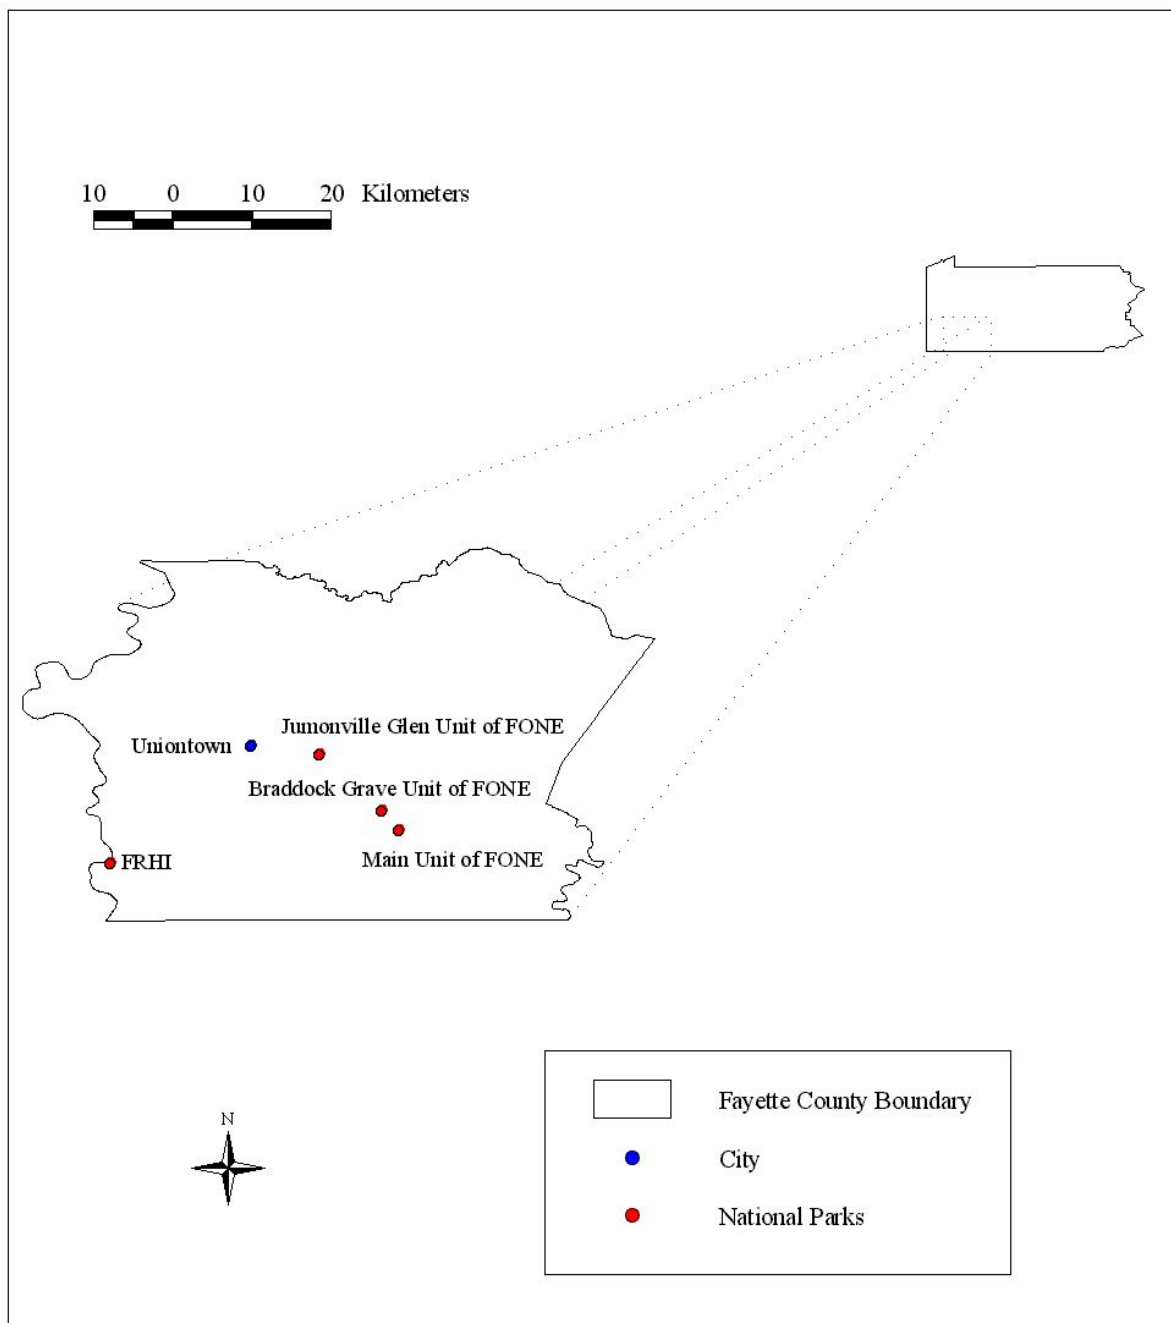 10 0 10 20 Kilometers
Jumonville Glen Unit of FONE
Uniontown
Braddock Grave Unit of FONE
Main Unit of FONE
FRHI
Fayette County Boundary
N
City
National Parks